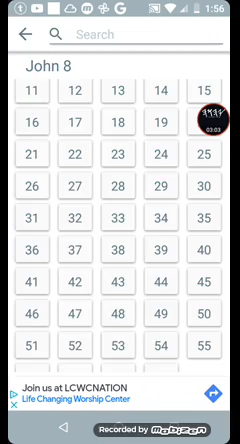 1:56
Search
John 8
11 12 13 14 15
16 17 18 19
03:03
21 22 23 24 25
26 27 28 29 30
31 32 33 34 35
36 37 38 39 40
41 42 43 44 45
46 47 48 49 50
51 52 53 54 55
Join us at LCWCNATION
Life Changing Worship Center
Recorded by Mobizen